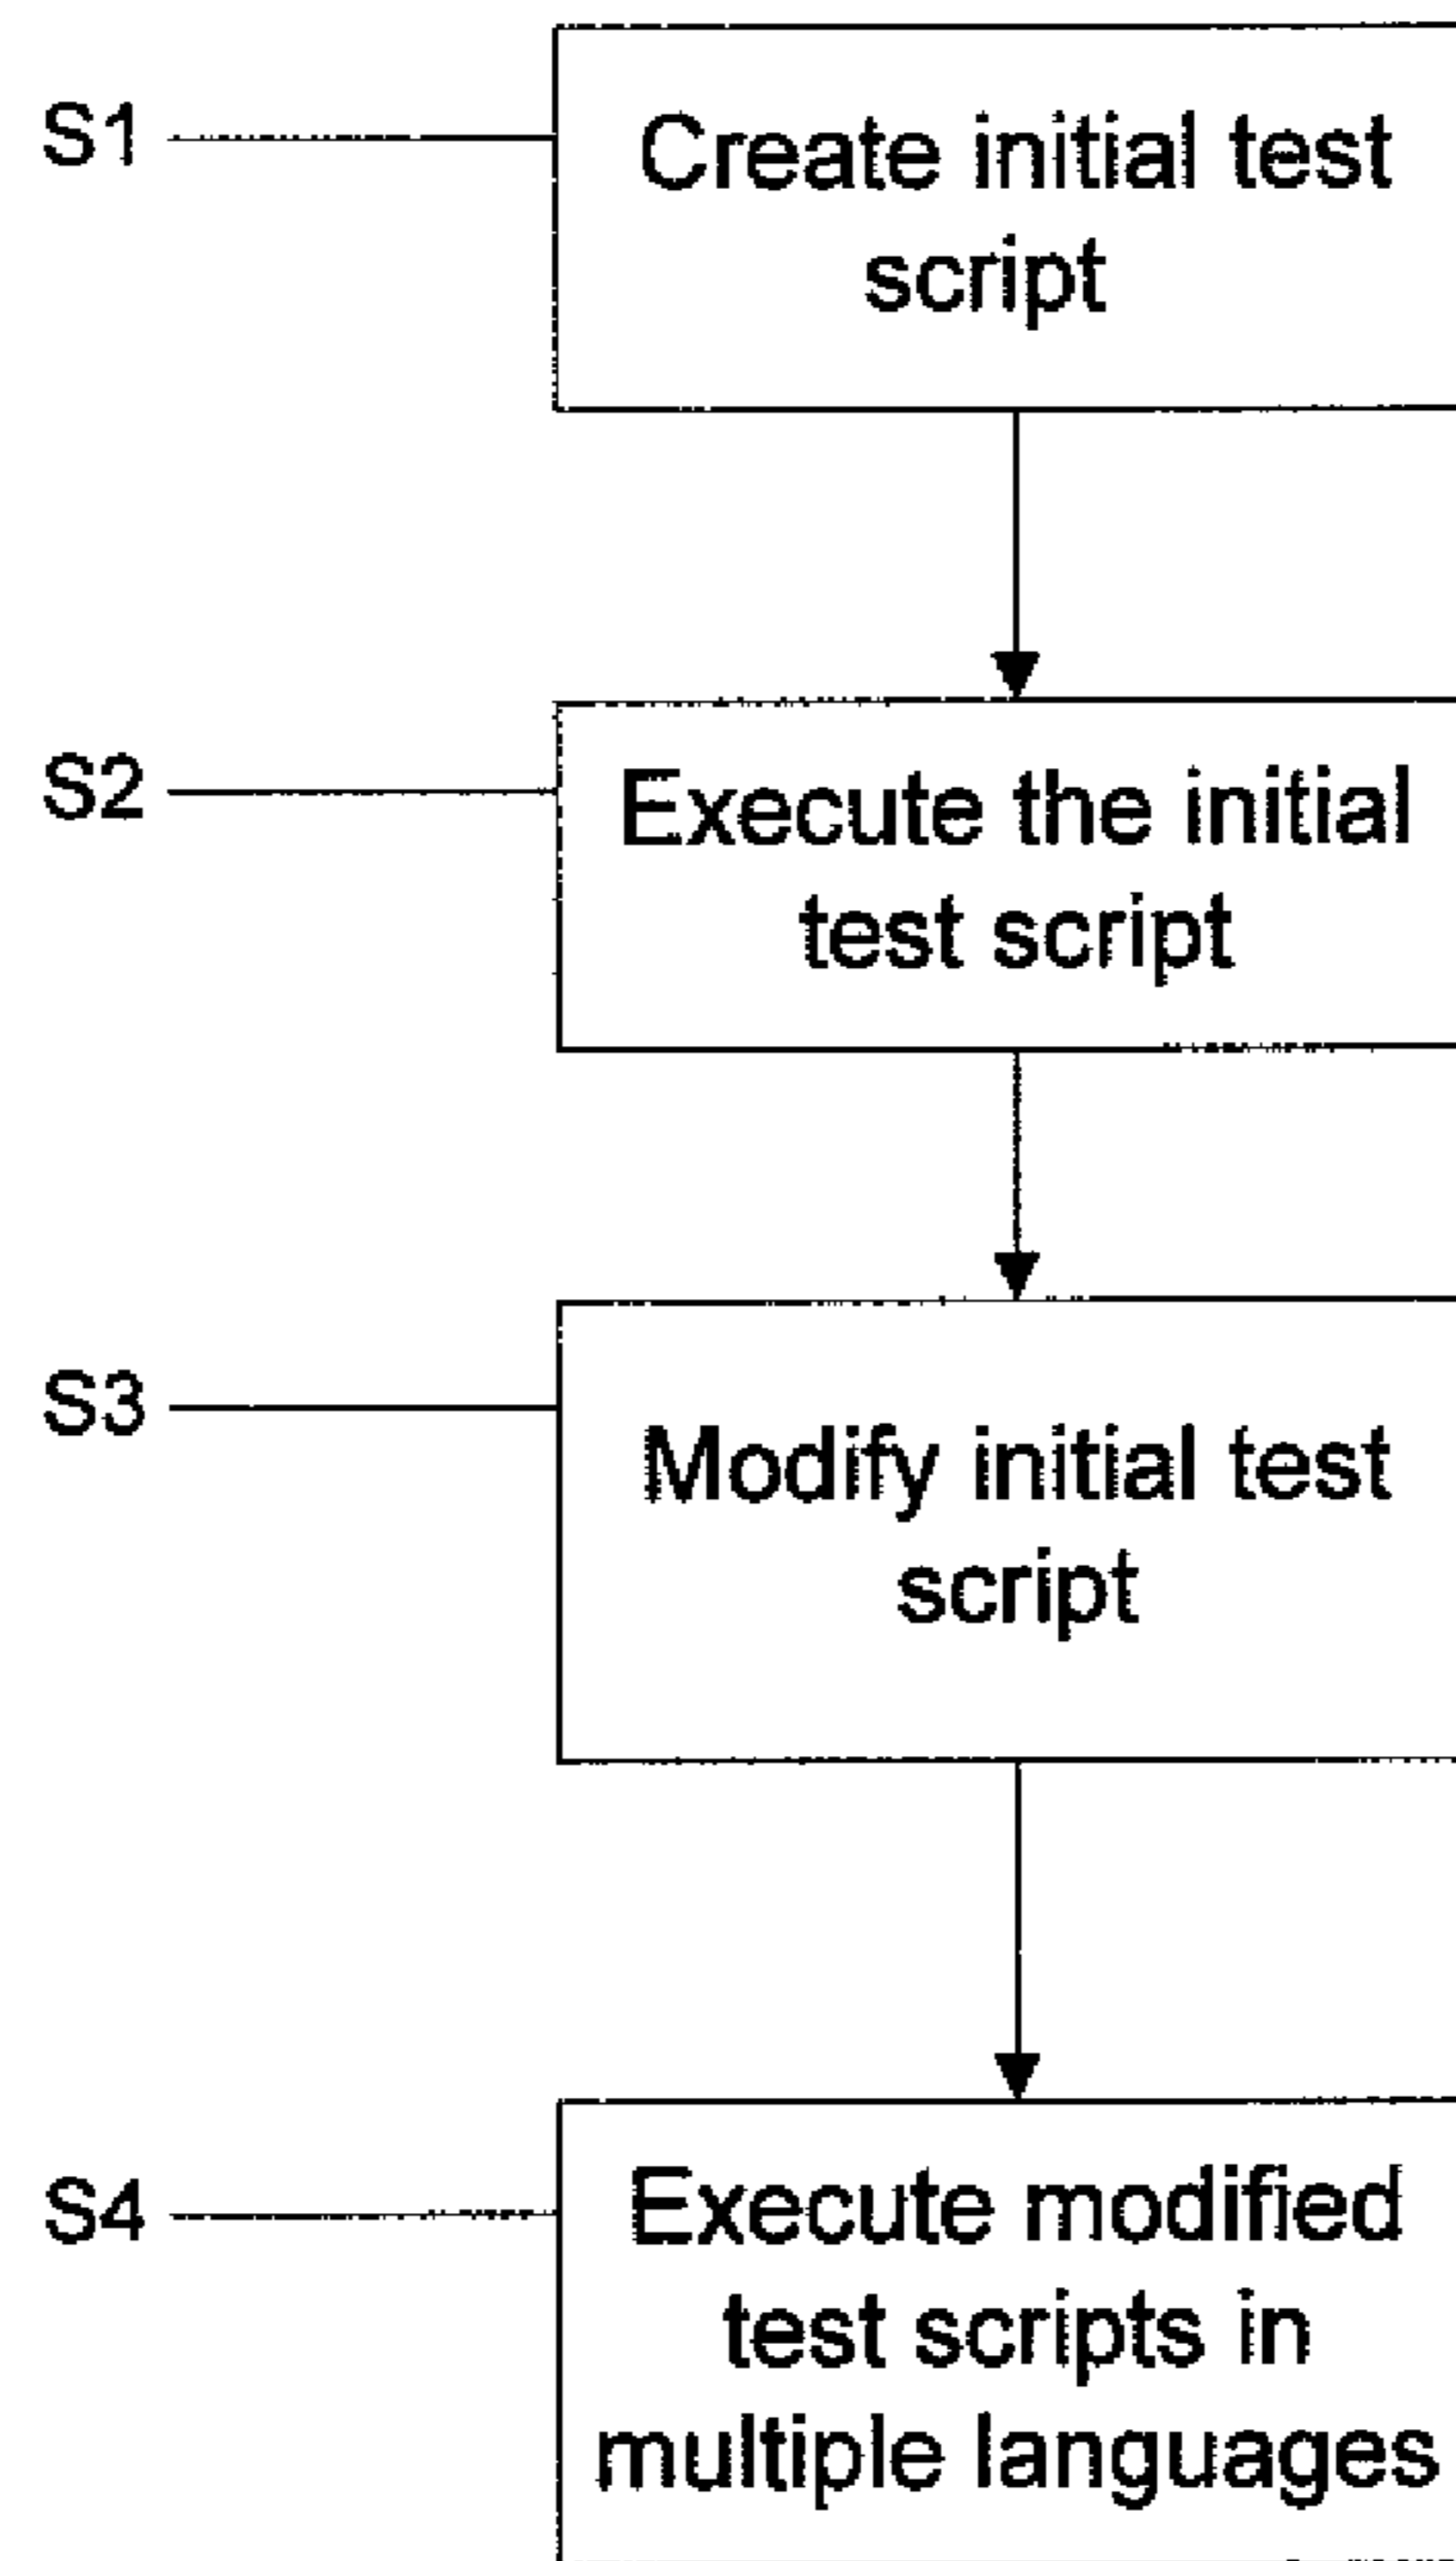 S1
Create initial test
script
S2
Execute the initial
test script
S3
Modify initial test
script
S4
Execute modified
test scripts in
multiple languages